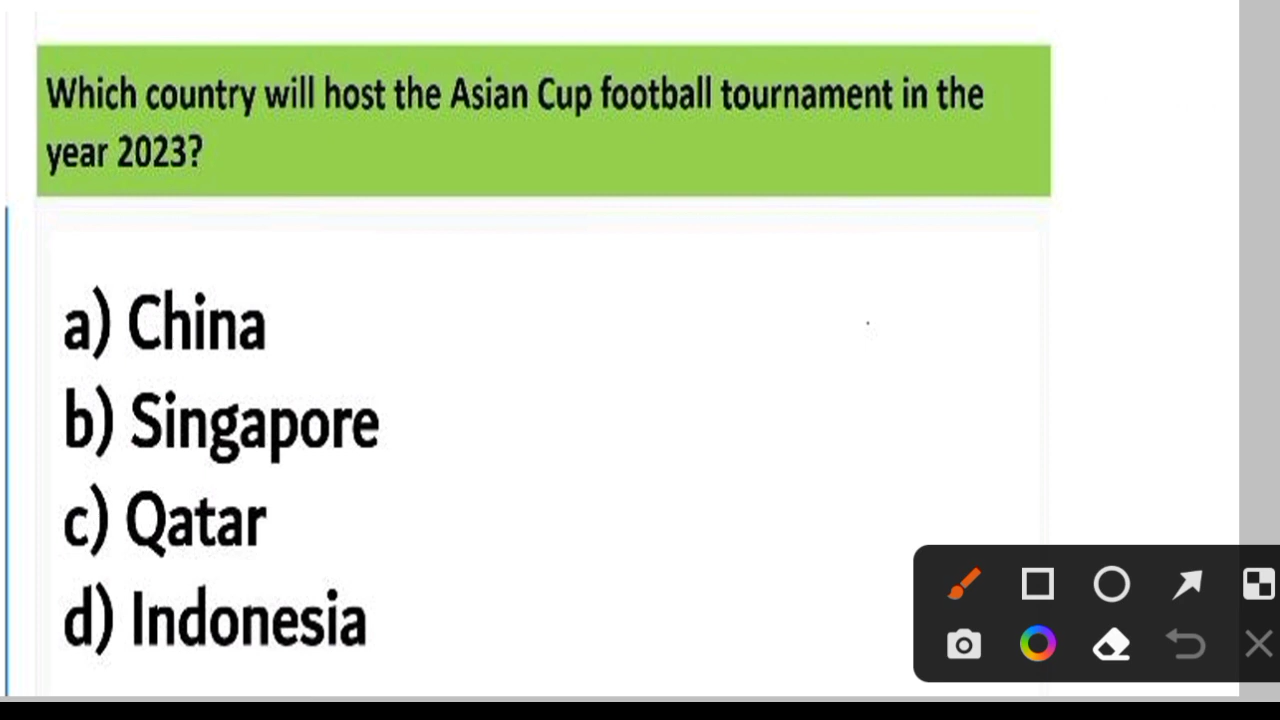 Which country will host the Asian Cup football tournament in the
year 2023?
a) China
b) Singapore
c) Qatar
d) Indonesia